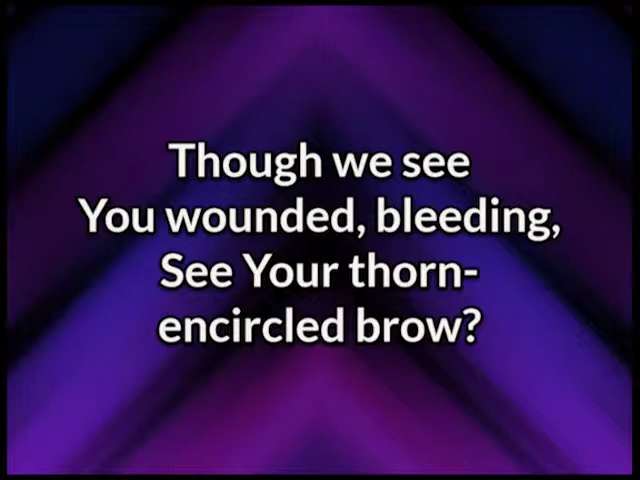 Though we see
You wounded, bleeding,
See Your thorn-
encircled brow?